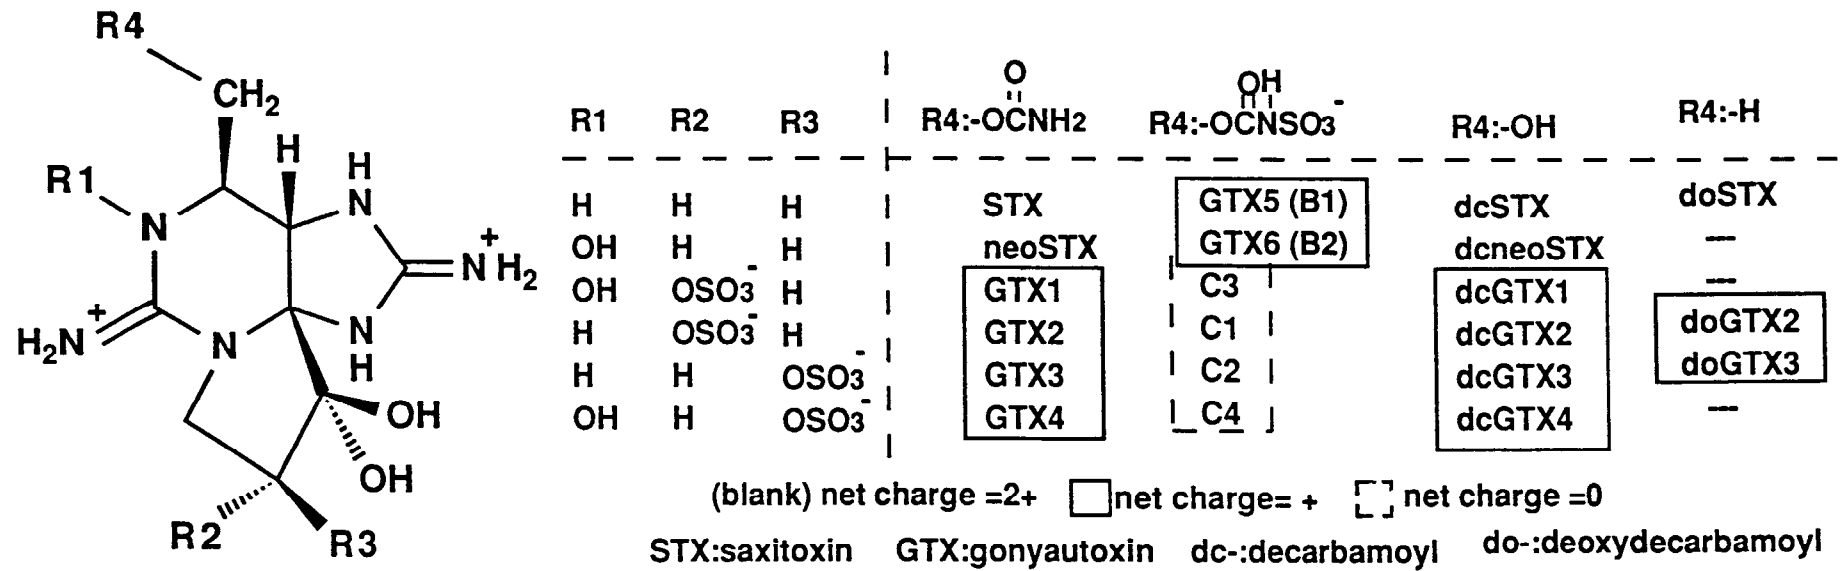 R4
CH2
R1
H
H
N
N
NH2
+
+
H2N
N
N
H
OH
OH
R2
R3
R1 R2 R3 R4:-OCNH2 R4:-OCNSO3- R4:-OH R4:-H
O
OH
H H H STX GTX5 (B1) dcSTX doSTX
OH H H neoSTX GTX6 (B2) dcneoSTX ---
OH OSO3- H GTX1 C3 dcGTX1 ---
H OSO3- H GTX2 C1 dcGTX2 doGTX2
H H OSO3- GTX3 C2 dcGTX3 doGTX3
OH H OSO3- GTX4 C4 dcGTX4 ---
(blank) net charge =2+ net charge= + net charge =0
STX:saxitoxin GTX:gonyautoxin dc-:decarbamoyl do-:deoxydecarbamoyl